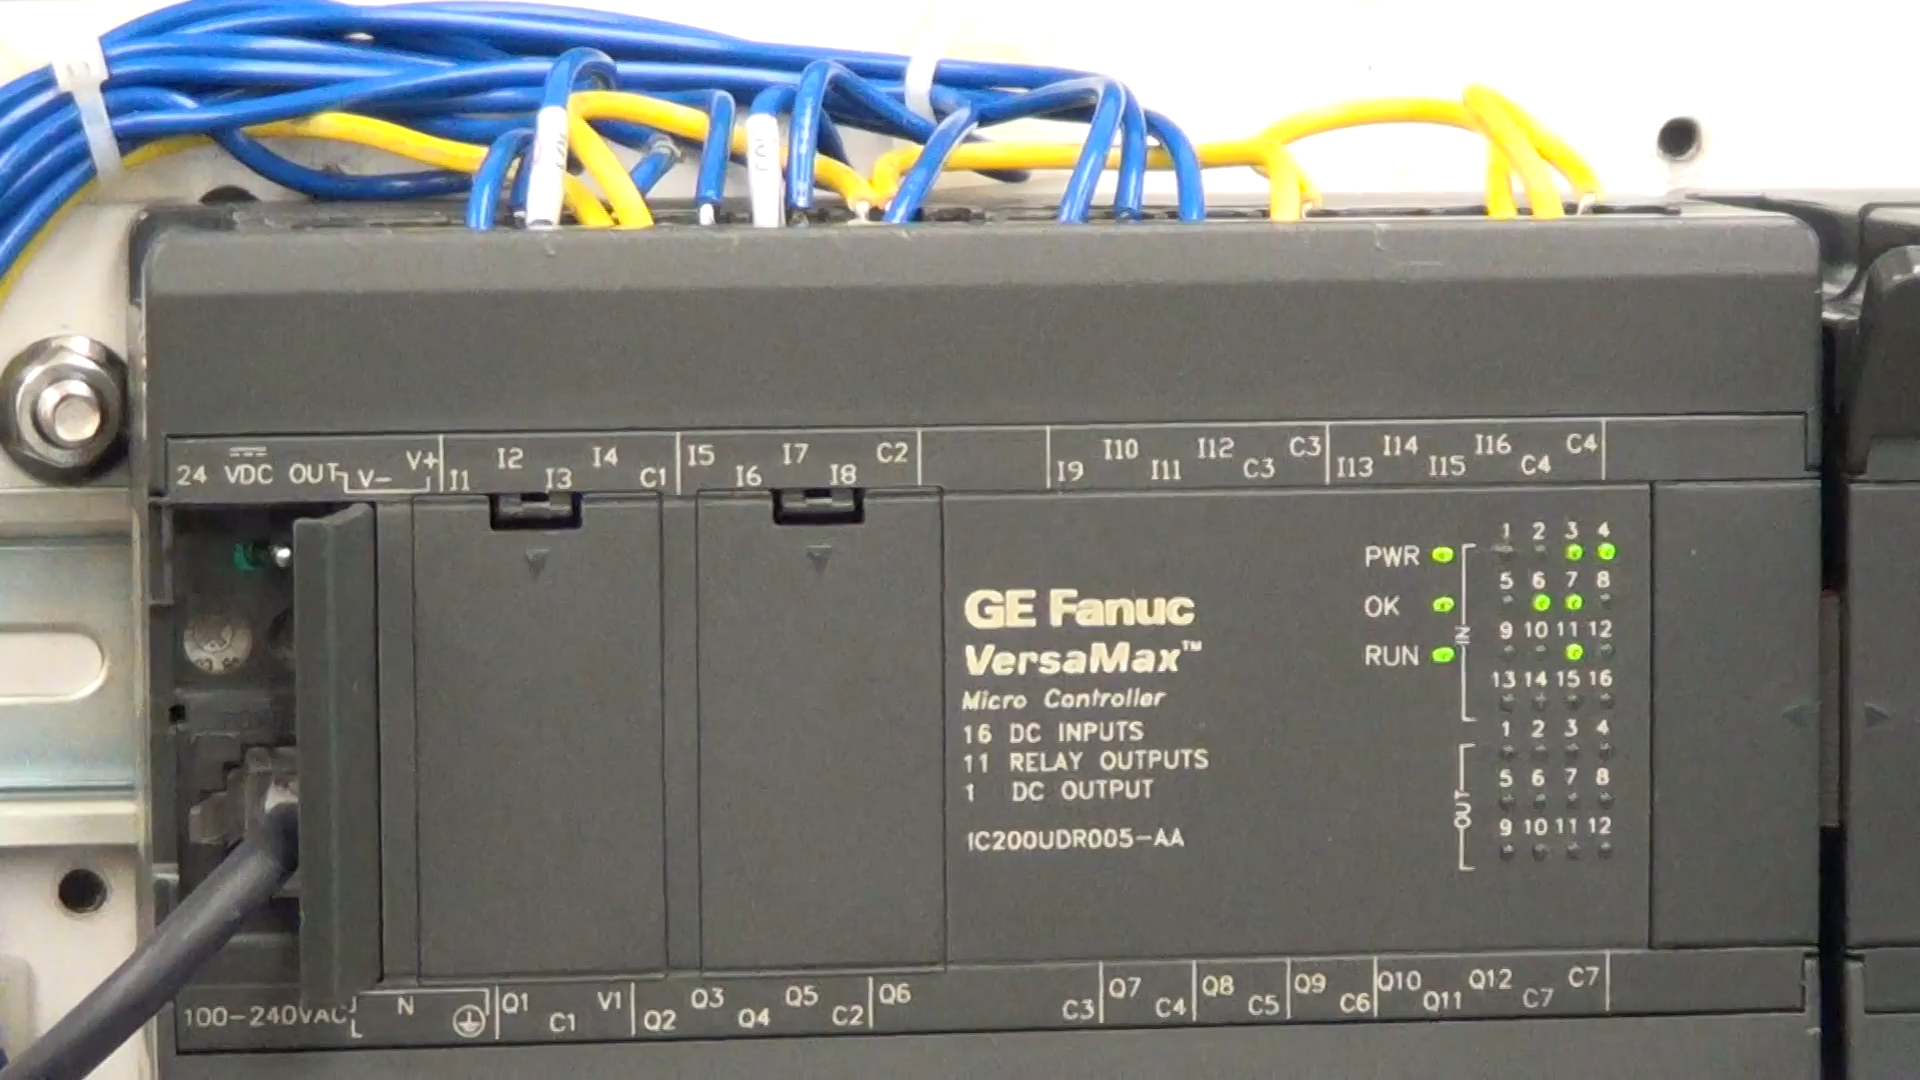 24 VDC OUT V- V+ I1 I2 I3 I4 C1 I5 I6 I7 I8 C2 I9 I10 I11 I12 C3 C3 I13 I14 I15 I16 C4 C4
GE Fanuc
VersaMax™
Micro Controller
16 DC INPUTS
11 RELAY OUTPUTS
1 DC OUTPUT
IC200UDR005-AA
PWR
OK
RUN
IN
1 2 3 4
5 6 7 8
9 10 11 12
13 14 15 16
OUT
1 2 3 4
5 6 7 8
9 10 11 12
100-240VAC L N Q1 C1 V1 Q2 Q3 Q4 Q5 C2 Q6 C3 Q7 C4 Q8 C5 Q9 C6 Q10 Q11 Q12 C7 C7